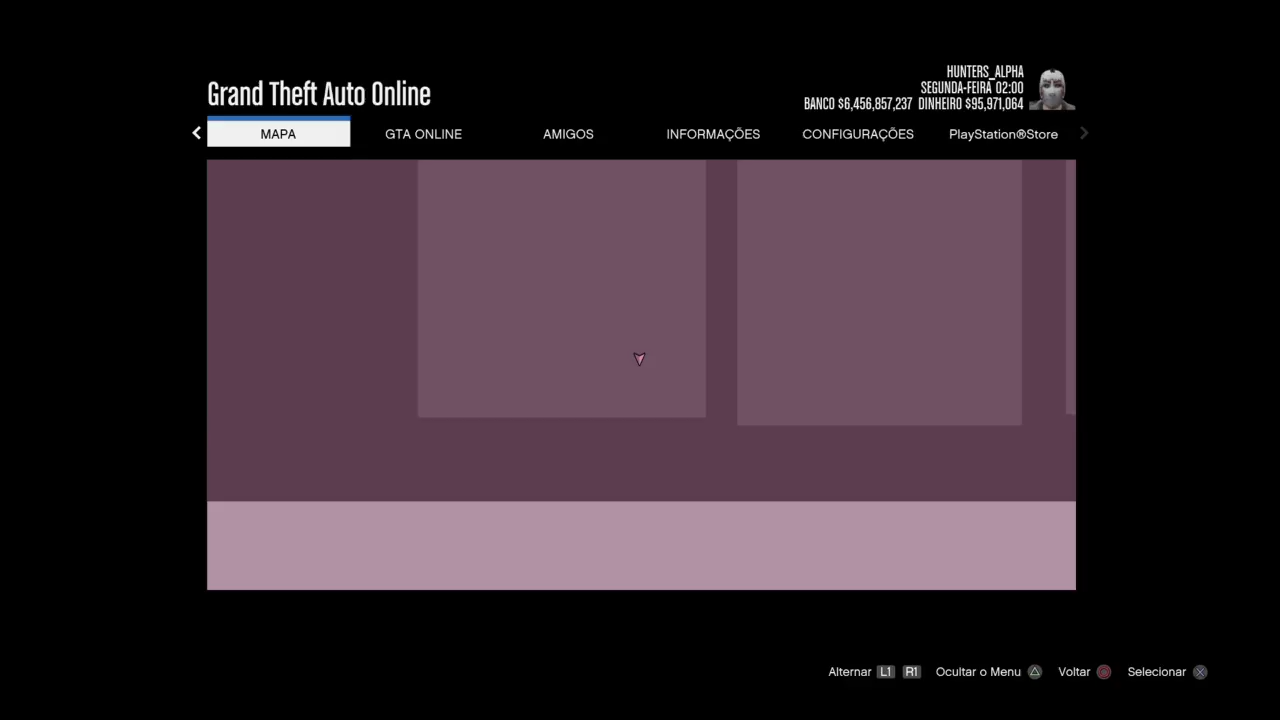 HUNTERS_ALPHA
Grand Theft Auto Online
SEGUNDA-FEIRA 02:00
BANCO $6,456,857,237 DINHEIRO $95,971,064
MAPA GTA ONLINE AMIGOS INFORMAÇÕES CONFIGURAÇÕES PlayStation®Store
Alternar L1 R1 Ocultar o Menu Voltar Selecionar